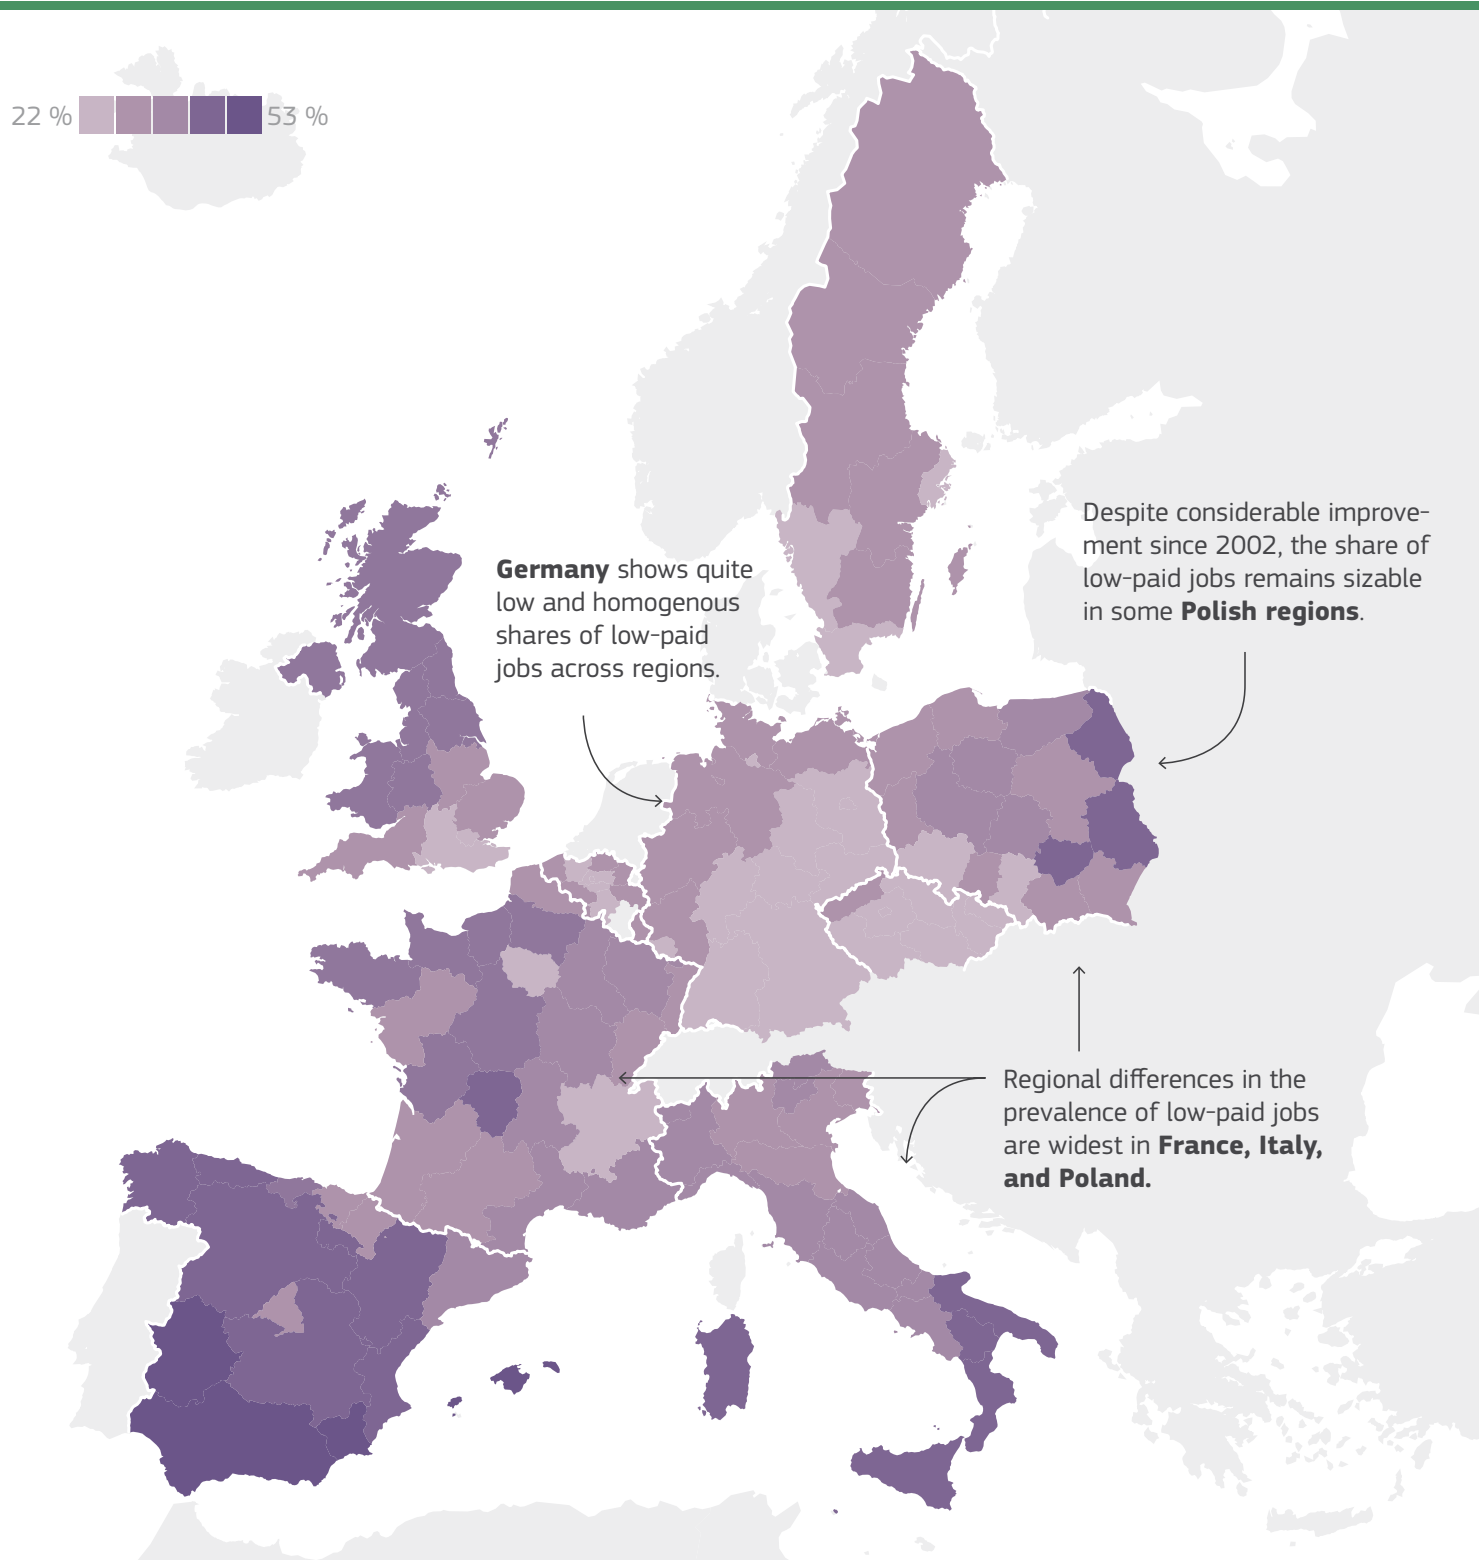 22 % 53 %
Germany shows quite
low and homogenous
shares of low-paid
jobs across regions.
Despite considerable improve-
ment since 2002, the share of
low-paid jobs remains sizable
in some Polish regions.
Regional differences in the
prevalence of low-paid jobs
are widest in France, Italy,
and Poland.